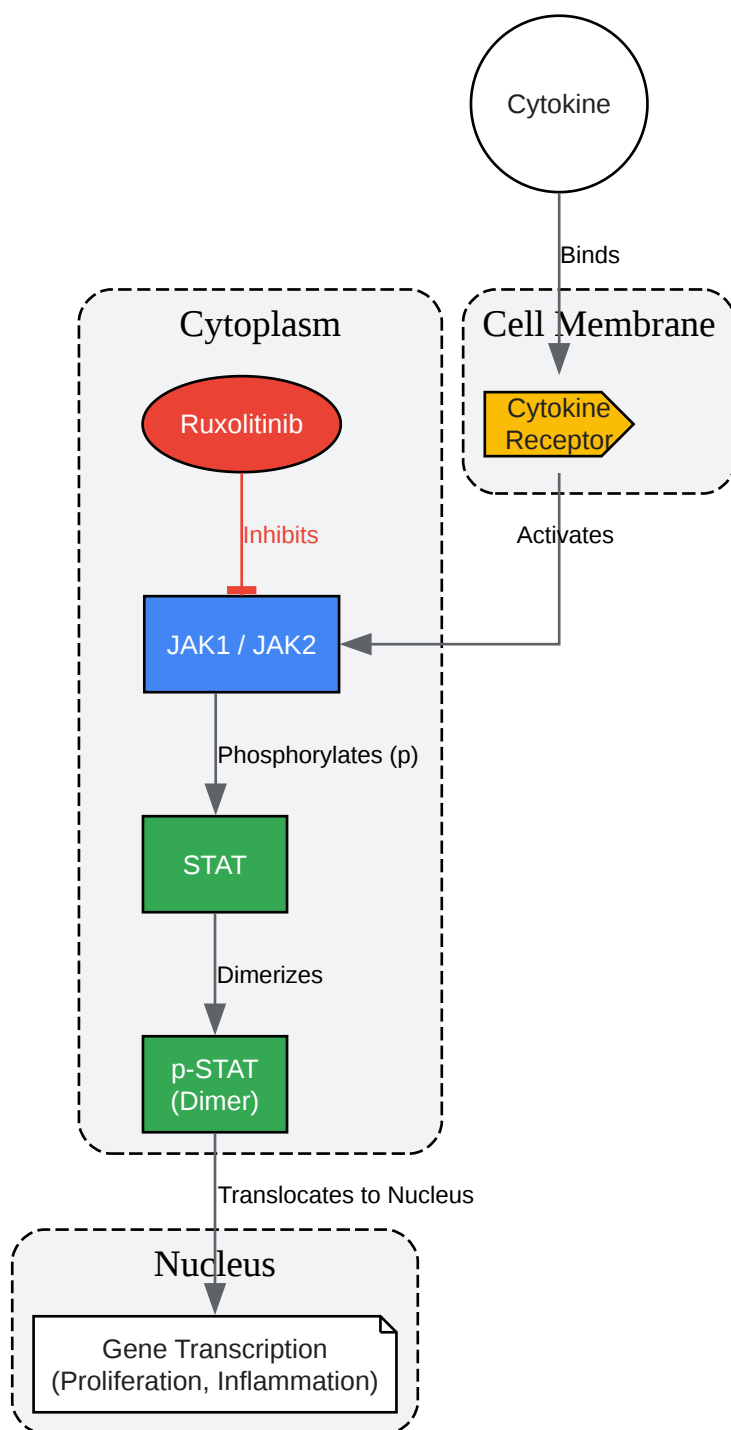 Cytokine
Binds
Cytoplasm
Cell Membrane
Ruxolitinib
Cytokine
Receptor
Inhibits
Activates
JAK1 / JAK2
Phosphorylates (p)
STAT
Dimerizes
p-STAT
(Dimer)
Translocates to Nucleus
Nucleus
Gene Transcription
(Proliferation, Inflammation)